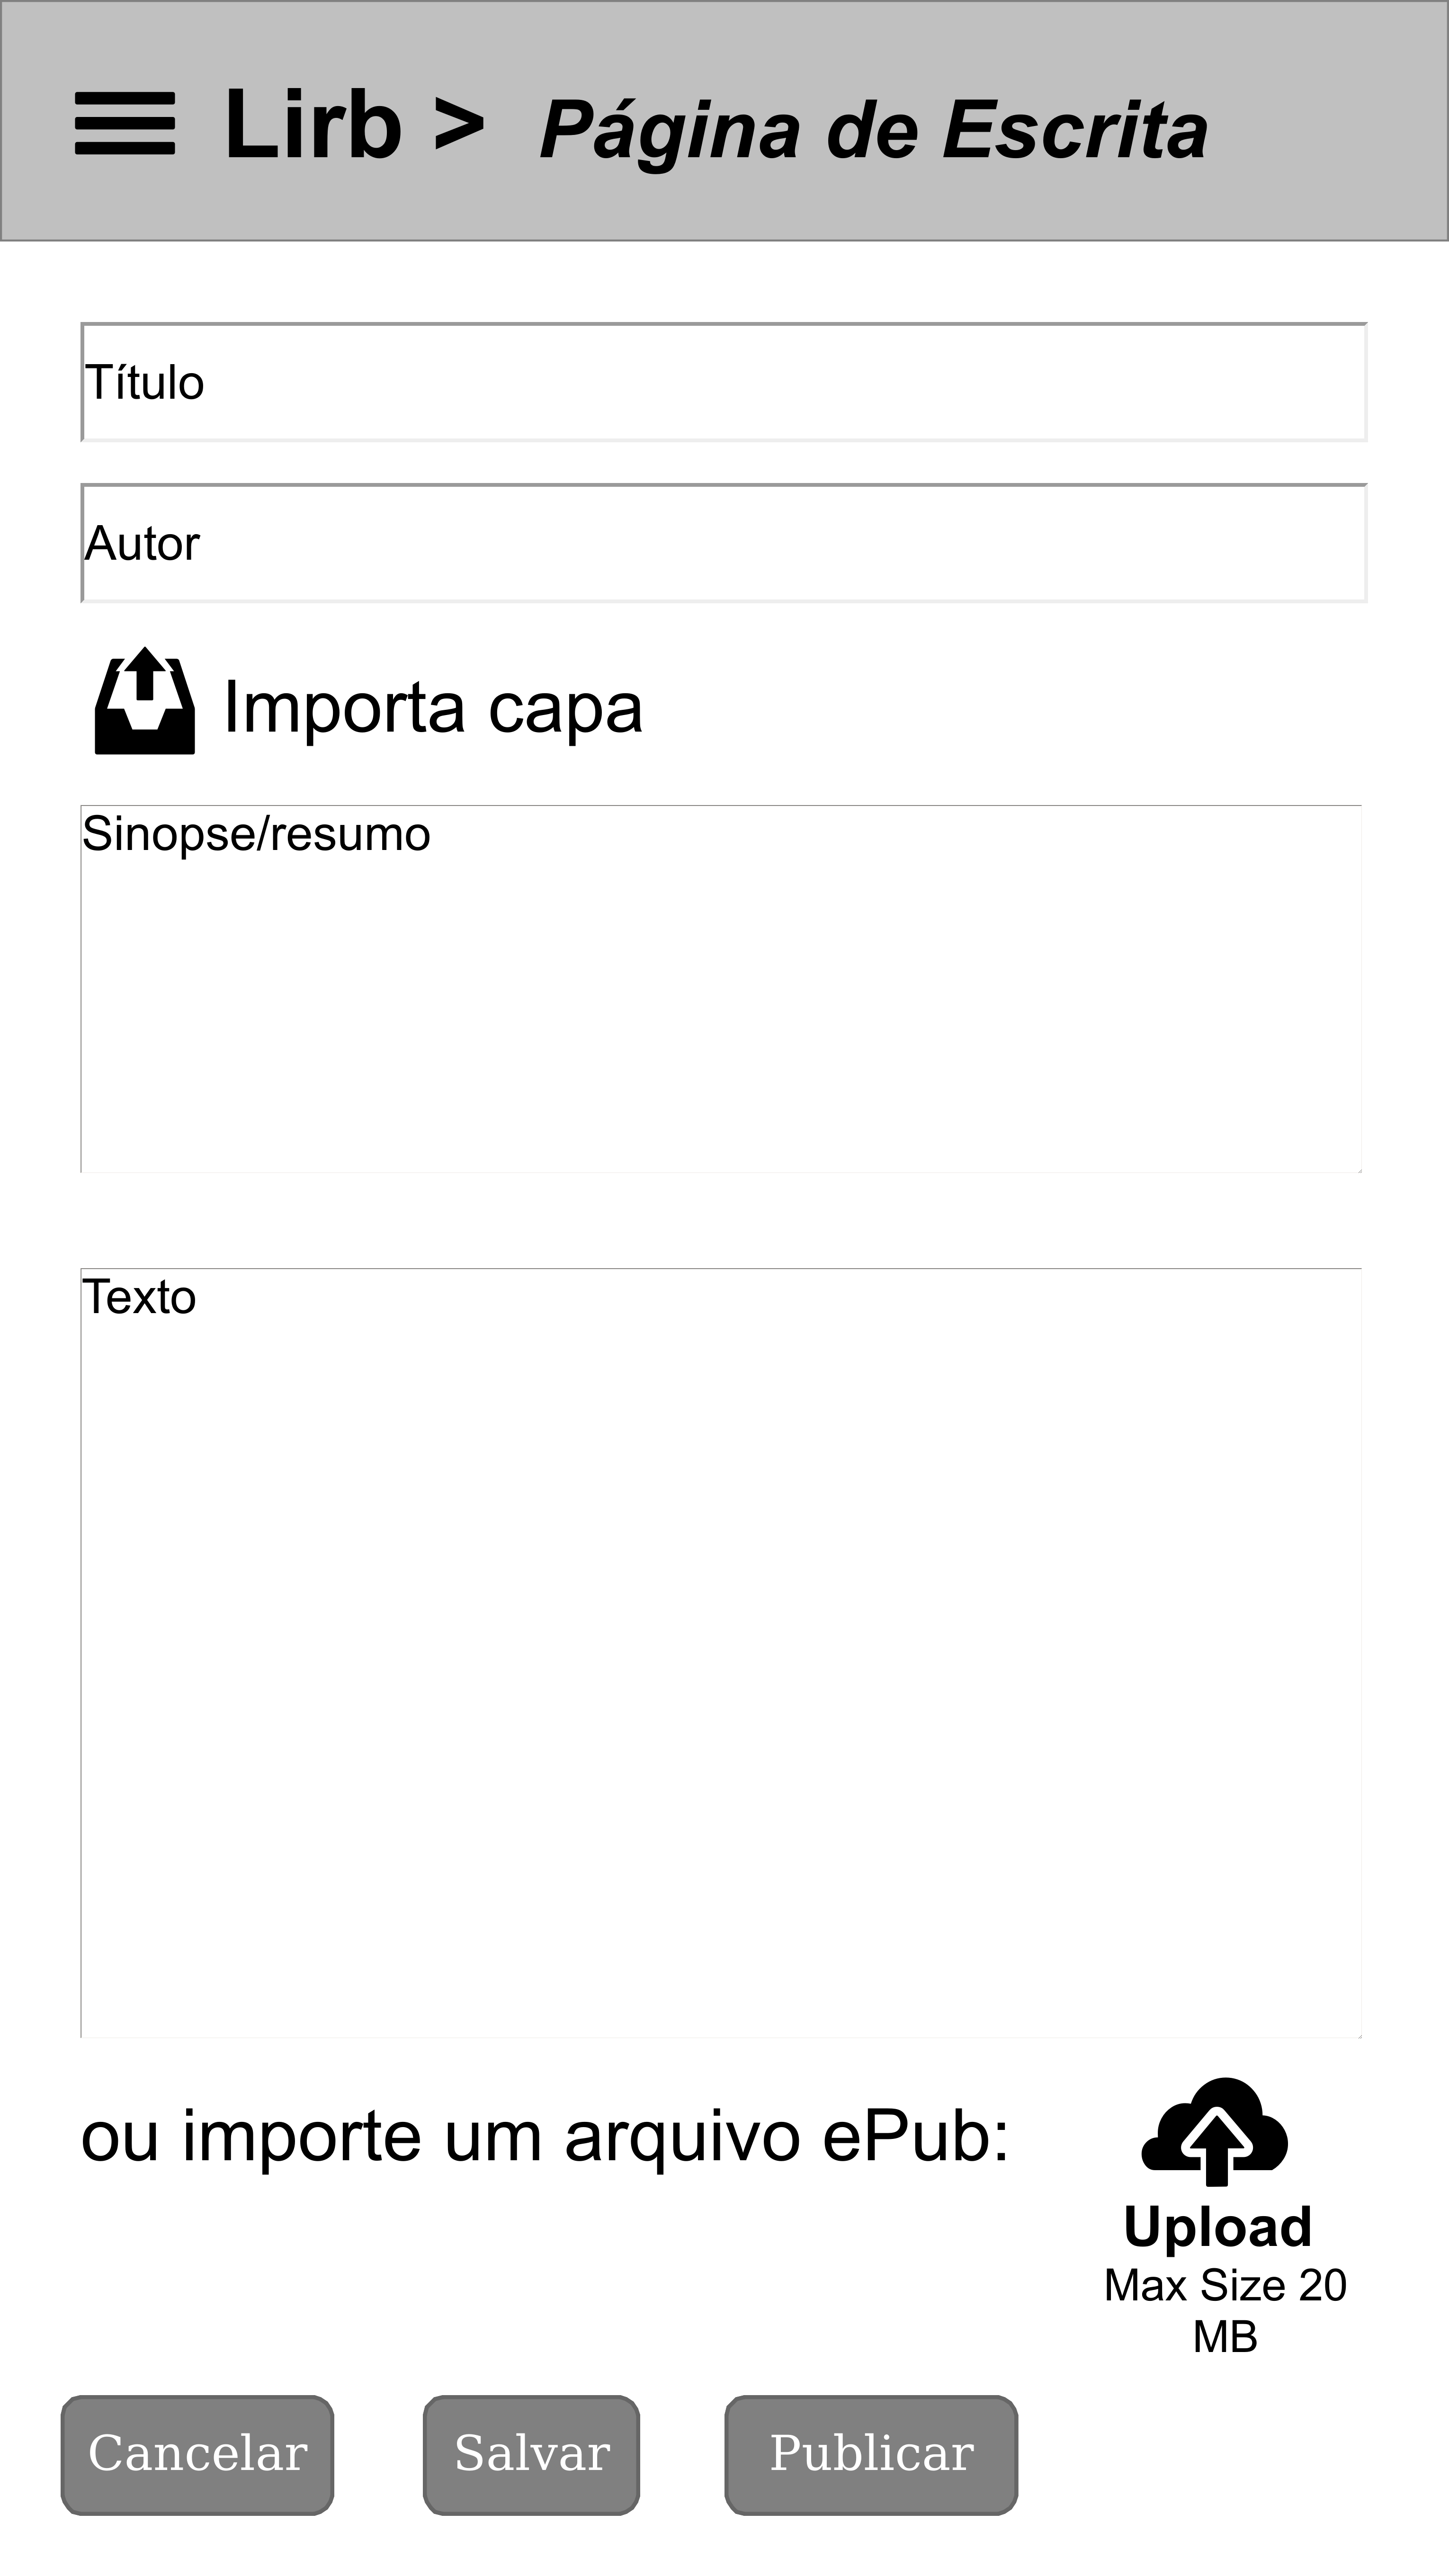 Lirb > Página de Escrita
Título
Autor
Importa capa
Sinopse/resumo
Texto
ou importe um arquivo ePub:
Upload
Max Size 20
MB
Cancelar Salvar Publicar